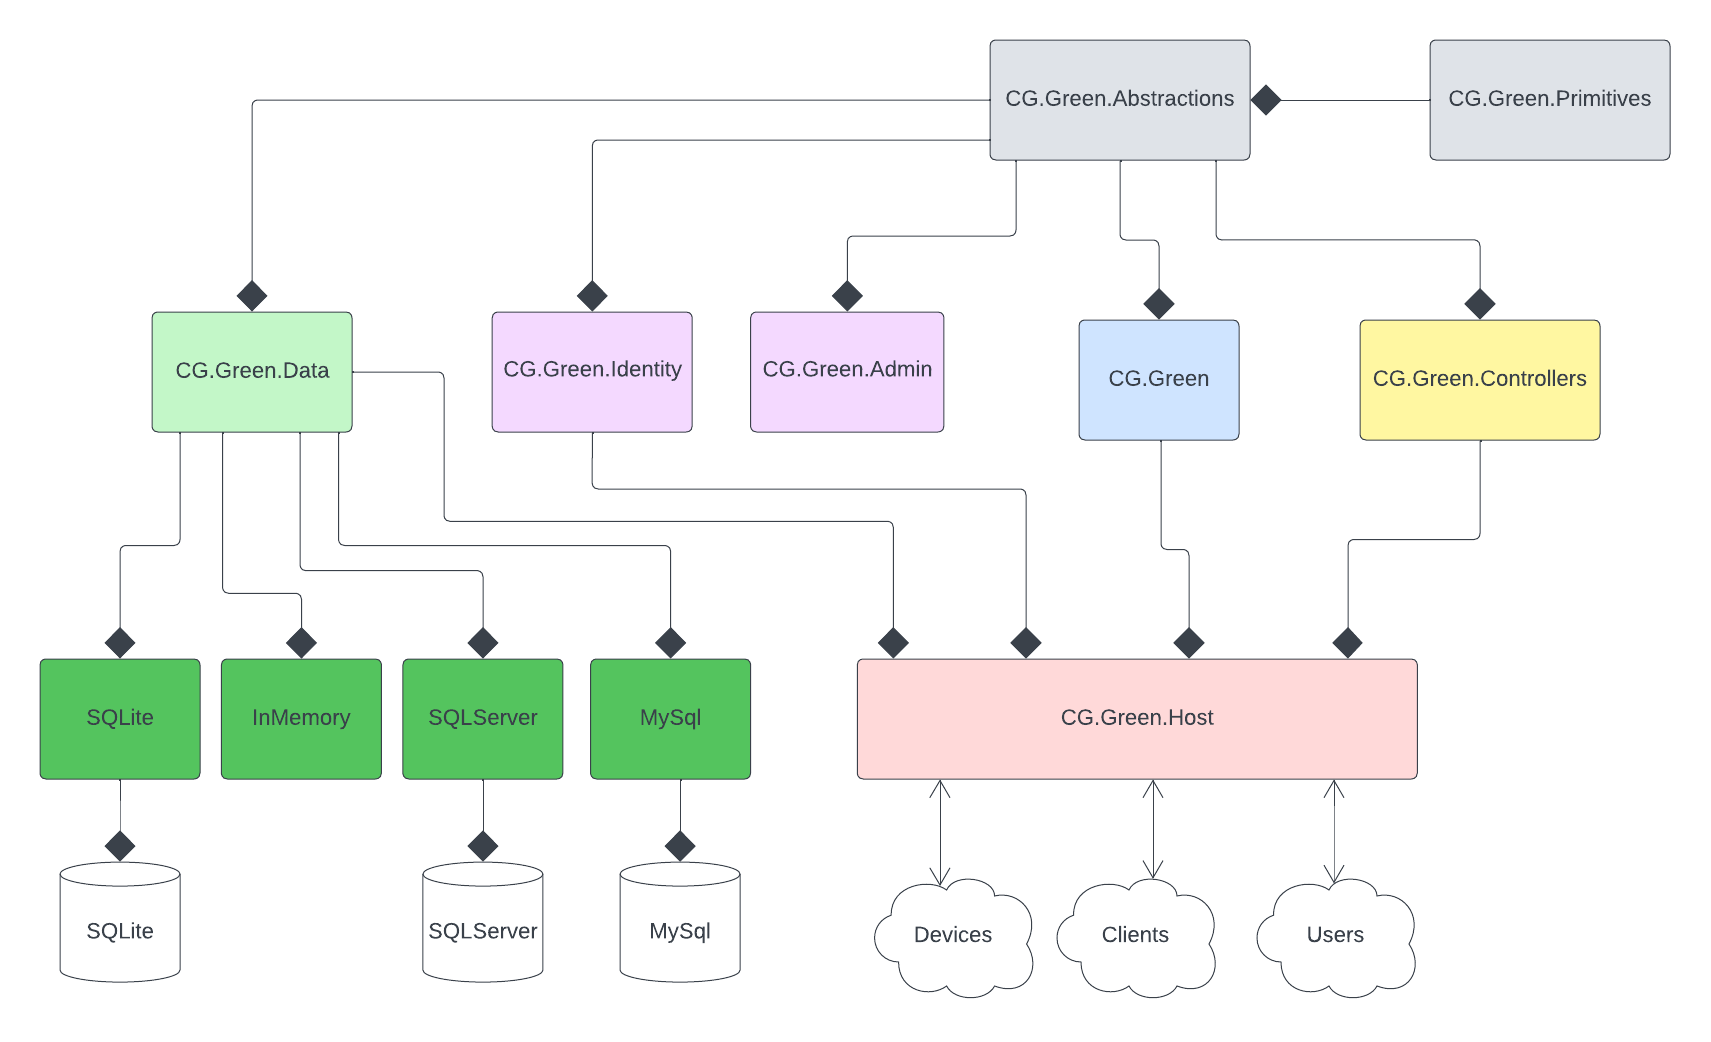 CG.Green.Abstractions
CG.Green.Primitives
CG.Green.Data
CG.Green.Identity
CG.Green.Admin
CG.Green
CG.Green.Controllers
SQLite
InMemory
SQLServer
MySql
CG.Green.Host
SQLite
SQLServer
MySql
Devices
Clients
Users